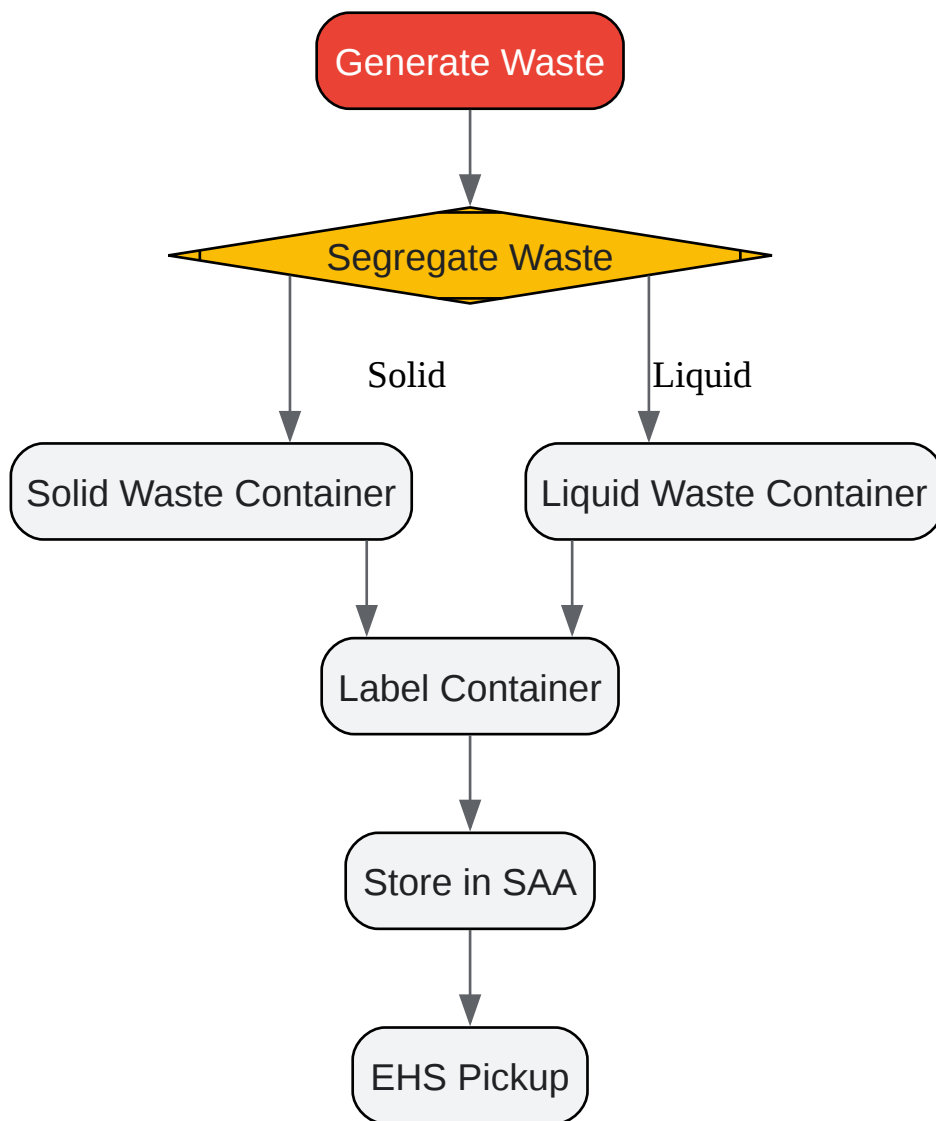 Generate Waste
Segregate Waste
Solid
Liquid
Solid Waste Container
Liquid Waste Container
Label Container
Store in SAA
EHS Pickup